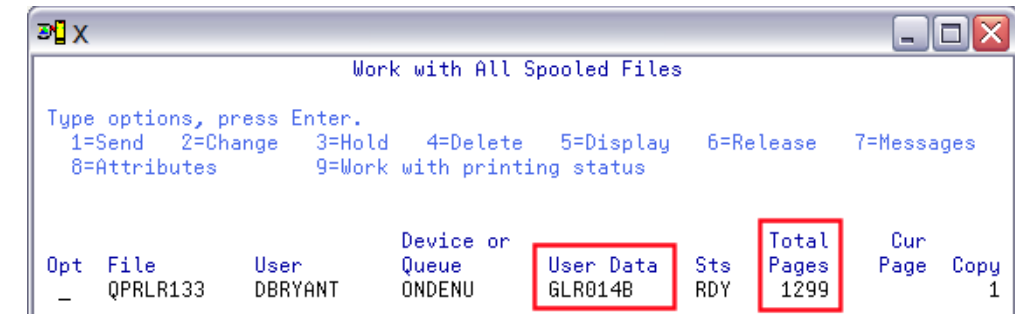 X
Work with All Spooled Files
Type options, press Enter.
1=Send 2=Change 3=Hold 4=Delete 5=Display 6=Release 7=Messages
8=Attributes 9=Work with printing status
Device or Total Cur
Opt File User Queue User Data Sts Pages Page Copy
_ QPRLR133 DBRYANT ONDENU GLR014B RDY 1299 1